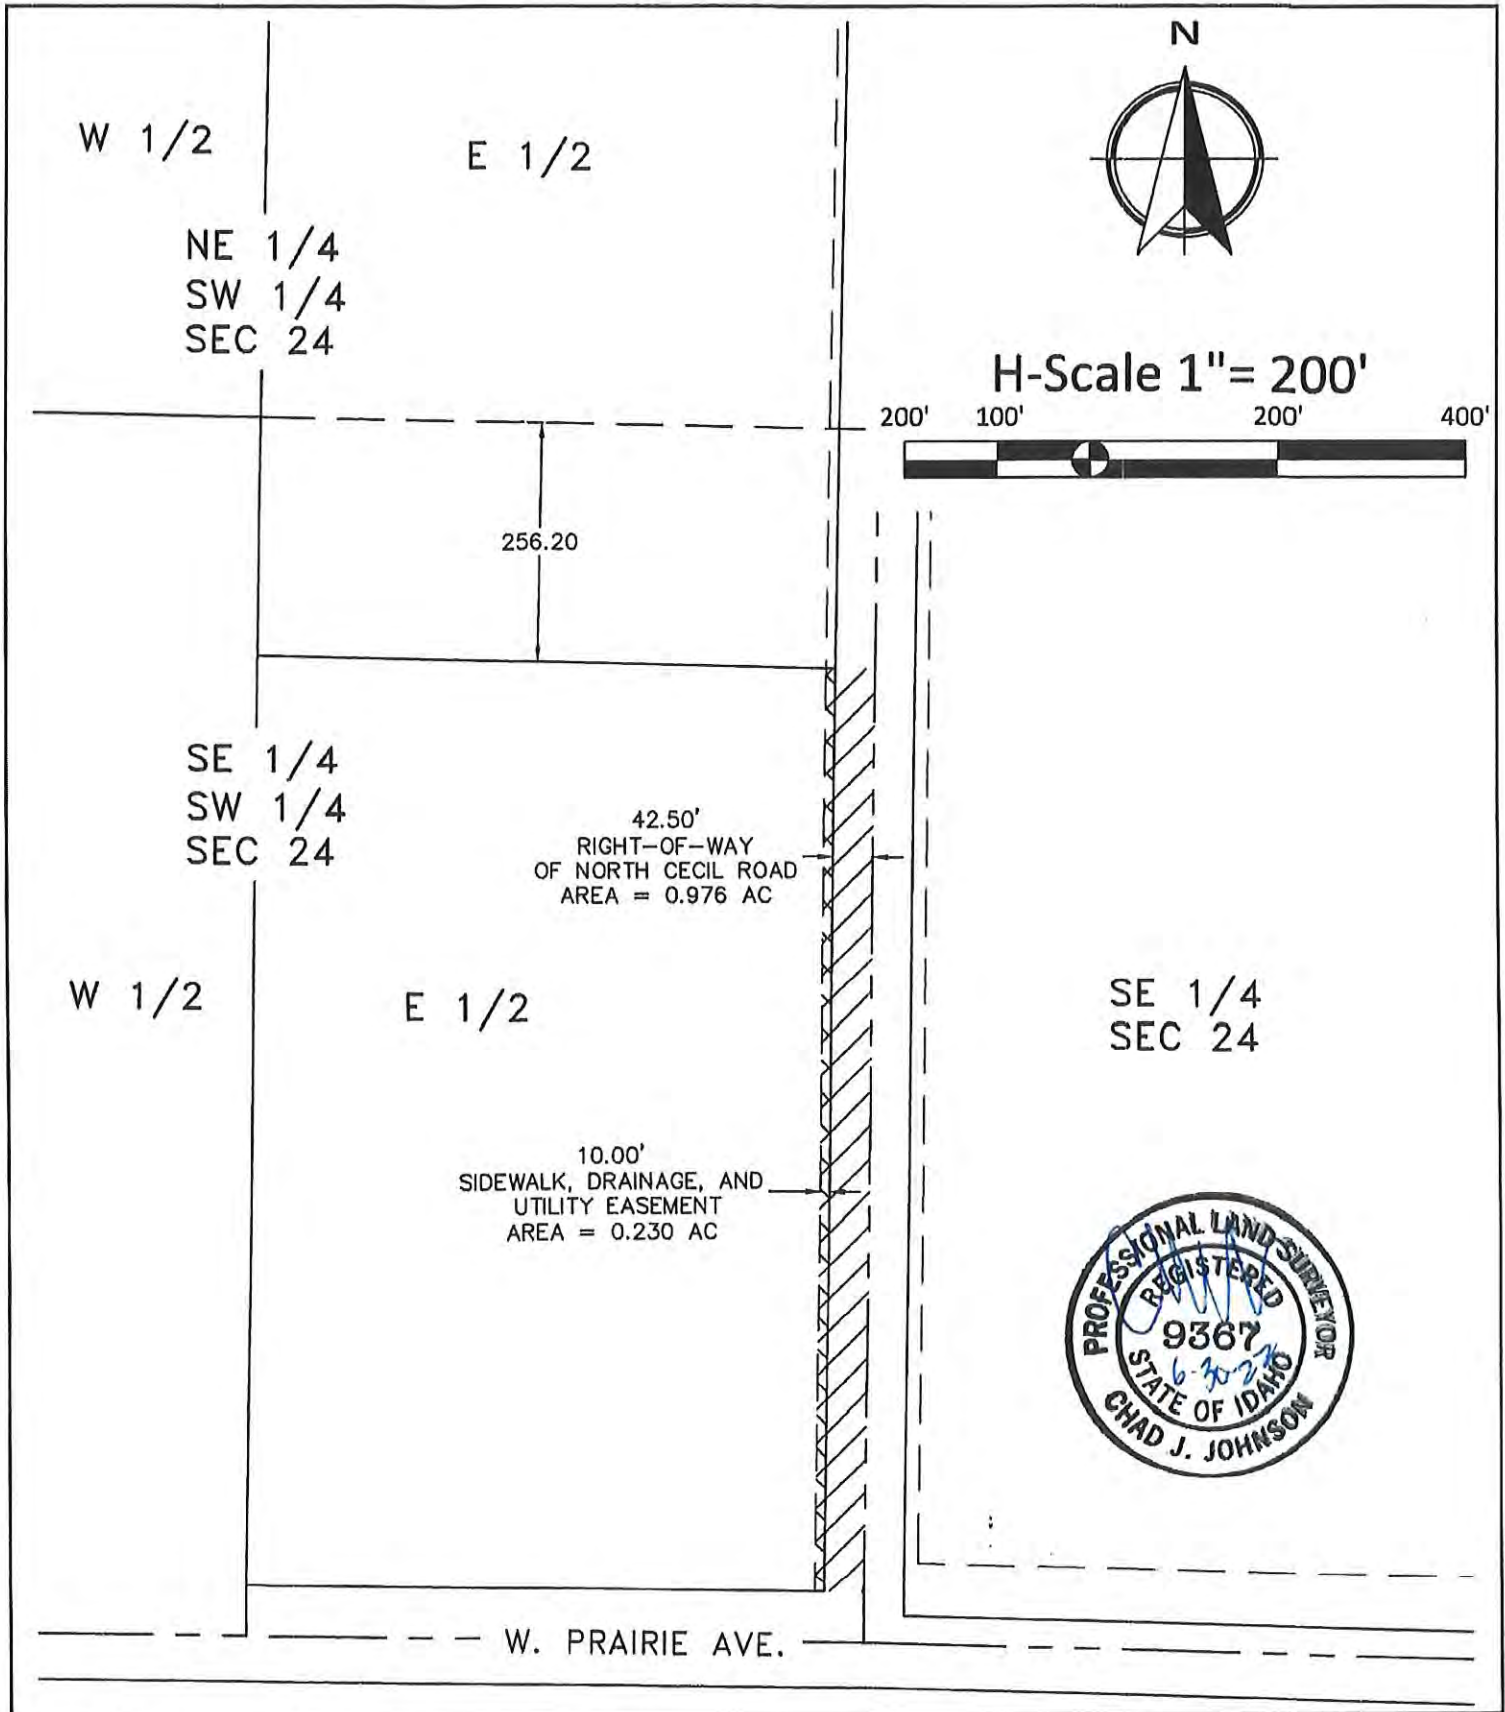 N
W 1/2
E 1/2
NE 1/4
SW 1/4
SEC 24
H-Scale 1"= 200'
200' 100' 200' 400'
256.20
SE 1/4
SW 1/4
SEC 24
42.50'
RIGHT-OF-WAY
OF NORTH CECIL ROAD
AREA = 0.976 AC
W 1/2
E 1/2
SE 1/4
SEC 24
10.00'
SIDEWALK, DRAINAGE, AND
UTILITY EASEMENT
AREA = 0.230 AC
PROFESSIONAL LAND SURVEYOR
REGISTERED
9367
STATE OF IDAHO
CHAD J. JOHNSON
W. PRAIRIE AVE.